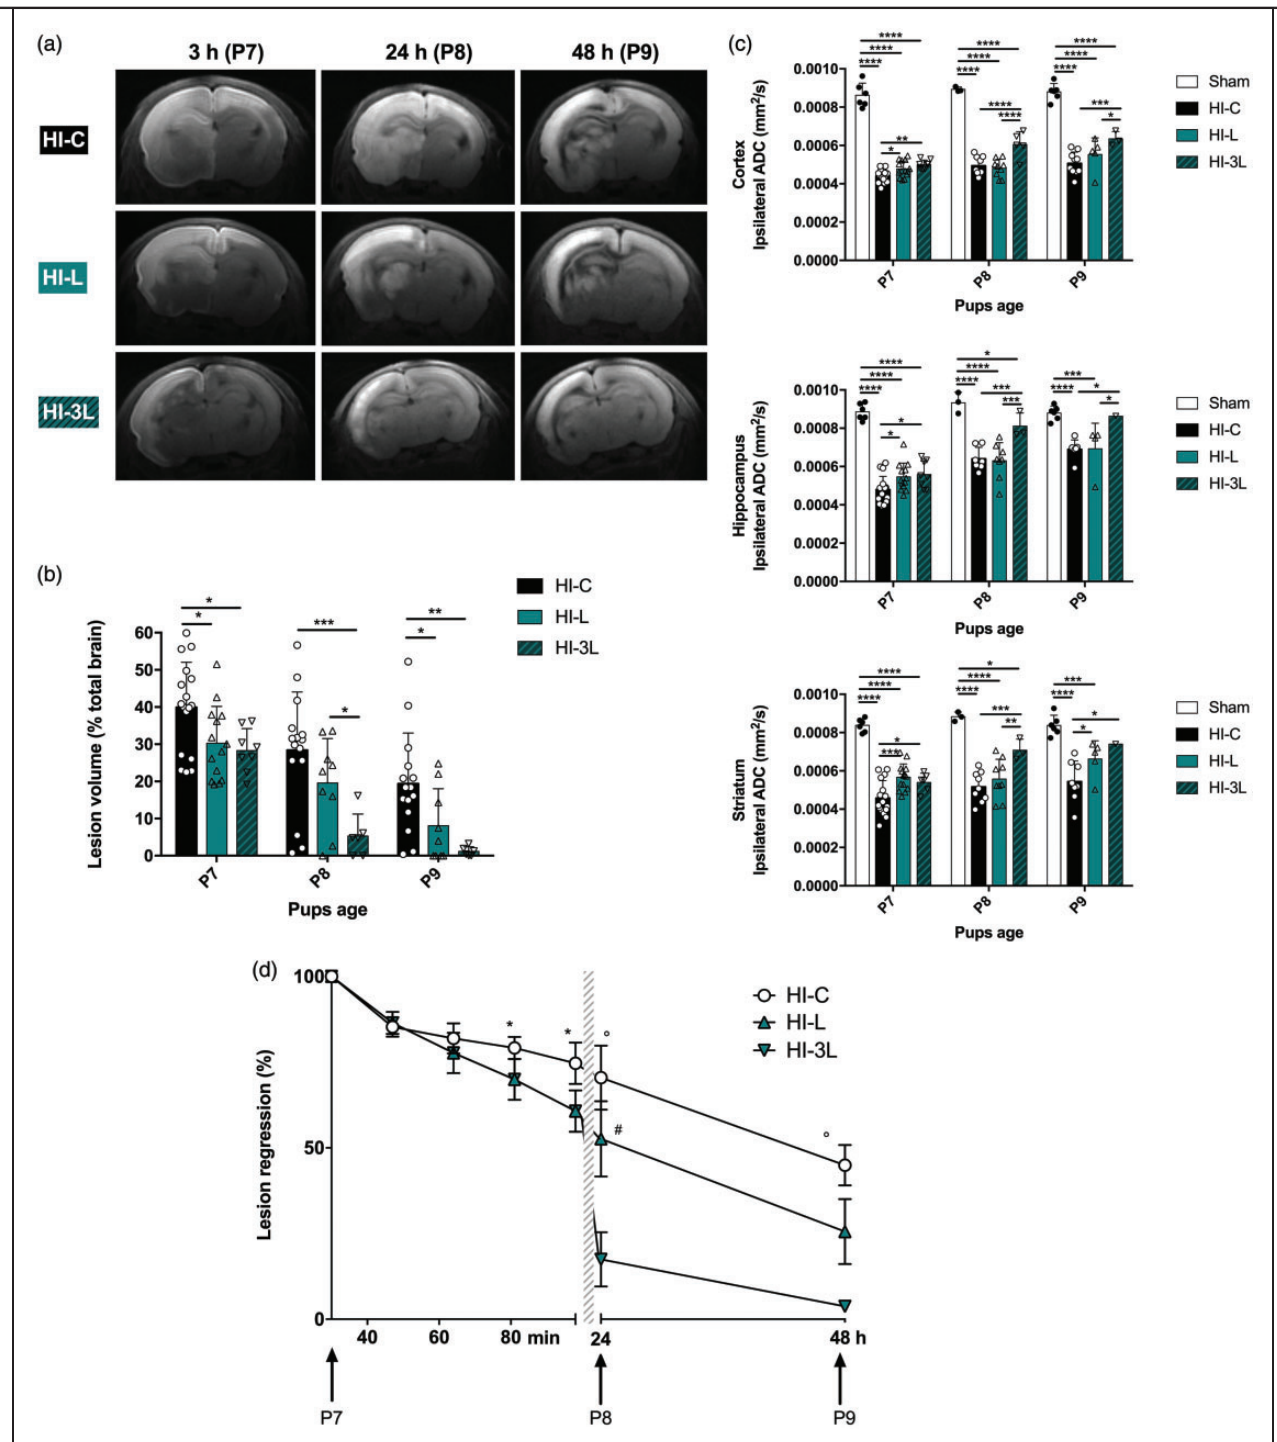 (a)
3 h (P7)
24 h (P8)
48 h (P9)
HI-C
HI-L
HI-3L
(b)
HI-C
HI-L
HI-3L
*
*
***
*
**
*
60
50
40
30
20
10
0
Lesion volume (% total brain)
P7
P8
P9
Pups age
(c)
****
****
****
**
*
****
****
****
****
****
****
****
****
***
*
0.0010
0.0008
0.0006
0.0004
0.0002
0.0000
Cortex
Ipsilateral ADC (mm2/s)
P7
P8
P9
Pups age
Sham
HI-C
HI-L
HI-3L
****
****
****
*
*
*
****
****
***
***
***
****
*
*
0.0010
0.0008
0.0006
0.0004
0.0002
0.0000
Hippocampus
Ipsilateral ADC (mm2/s)
P7
P8
P9
Pups age
Sham
HI-C
HI-L
HI-3L
****
****
****
*
***
*
****
****
***
**
***
****
*
*
0.0010
0.0008
0.0006
0.0004
0.0002
0.0000
Striatum
Ipsilateral ADC (mm2/s)
P7
P8
P9
Pups age
Sham
HI-C
HI-L
HI-3L
(d)
100
50
0
Lesion regression (%)
HI-C
HI-L
HI-3L
*
*
°
#
°
40
60
80 min
24
48 h
P7
P8
P9